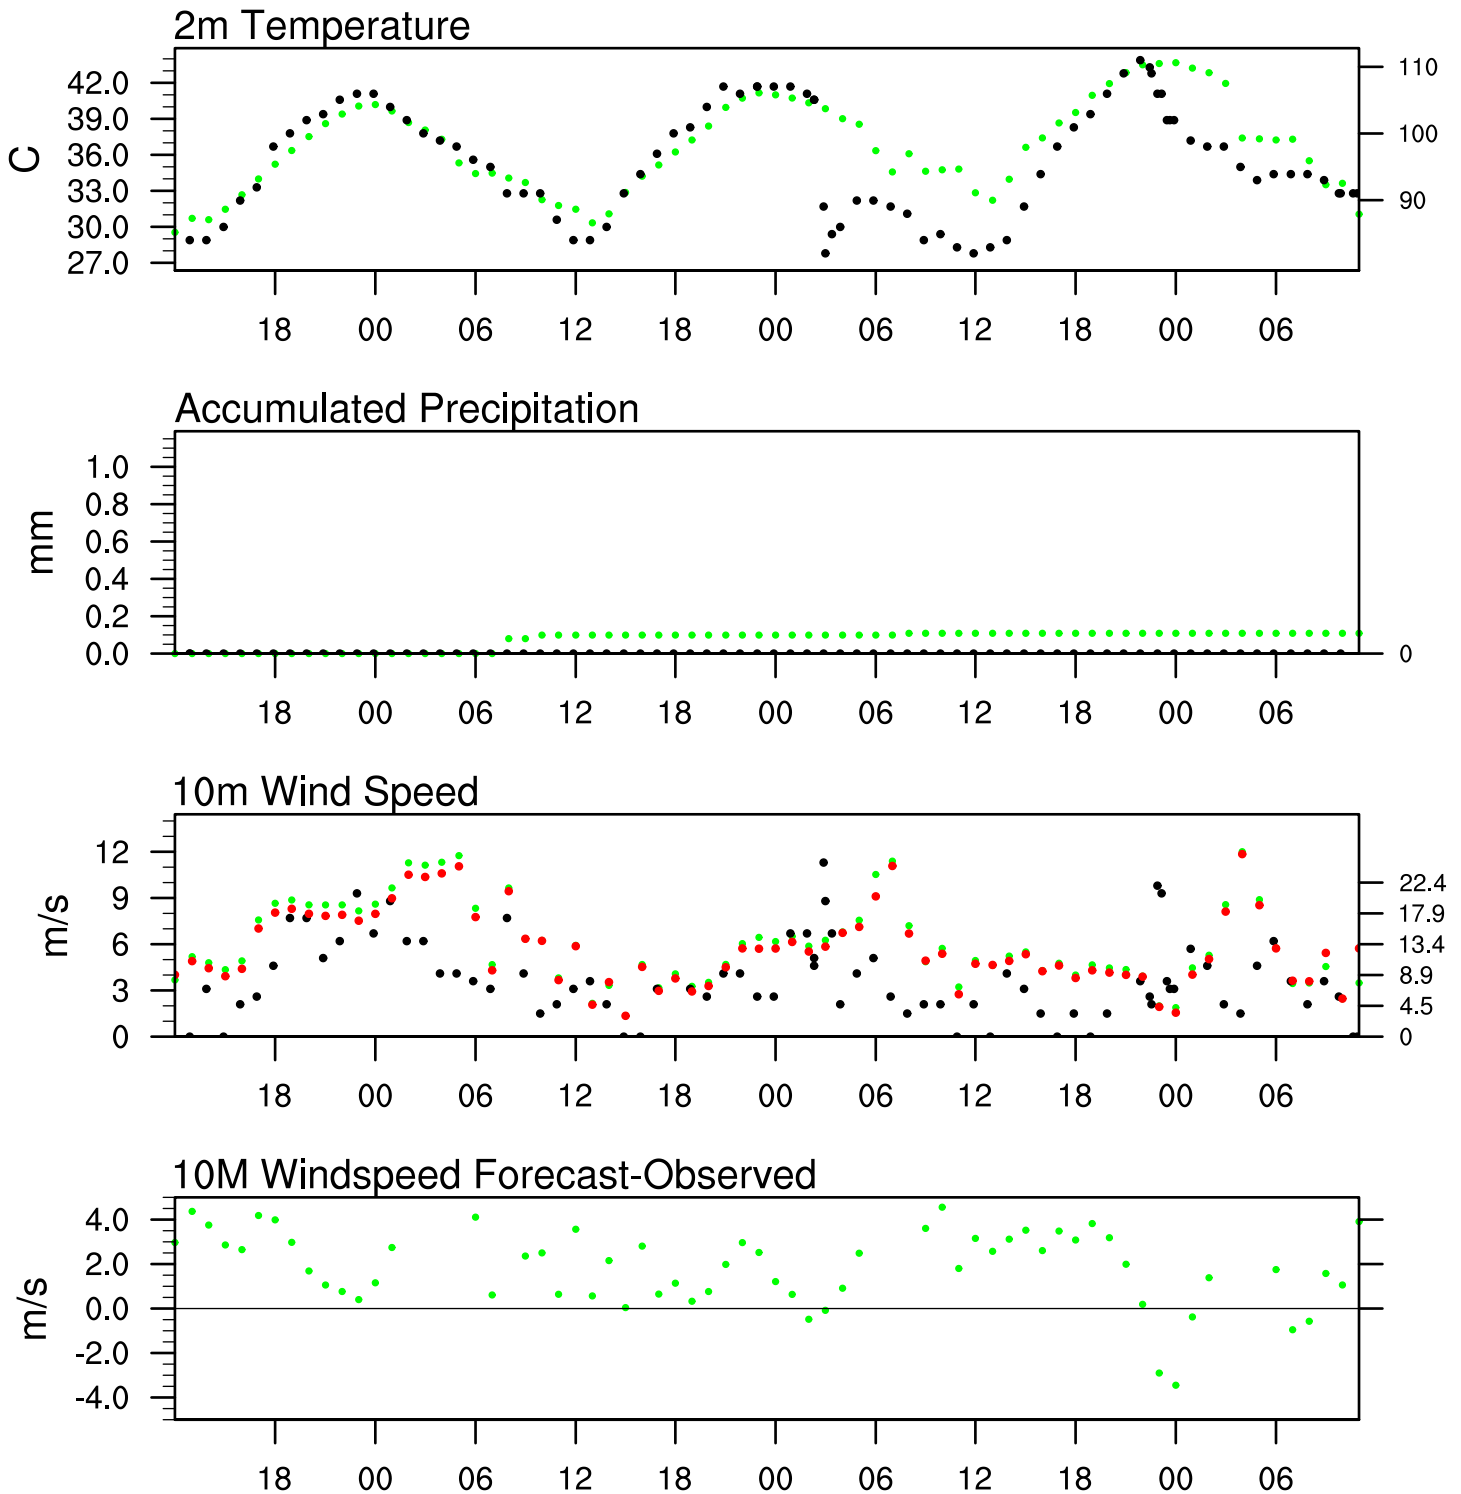 2m Temperature
C
42.0
39.0
36.0
33.0
30.0
27.0
110
100
90
18 00 06 12 18 00 06 12 18 00 06
Accumulated Precipitation
mm
1.0
0.8
0.6
0.4
0.2
0.0
0
18 00 06 12 18 00 06 12 18 00 06
10m Wind Speed
m/s
12
9
6
3
0
22.4
17.9
13.4
8.9
4.5
0
18 00 06 12 18 00 06 12 18 00 06
10M Windspeed Forecast-Observed
m/s
4.0
2.0
0.0
-2.0
-4.0
18 00 06 12 18 00 06 12 18 00 06